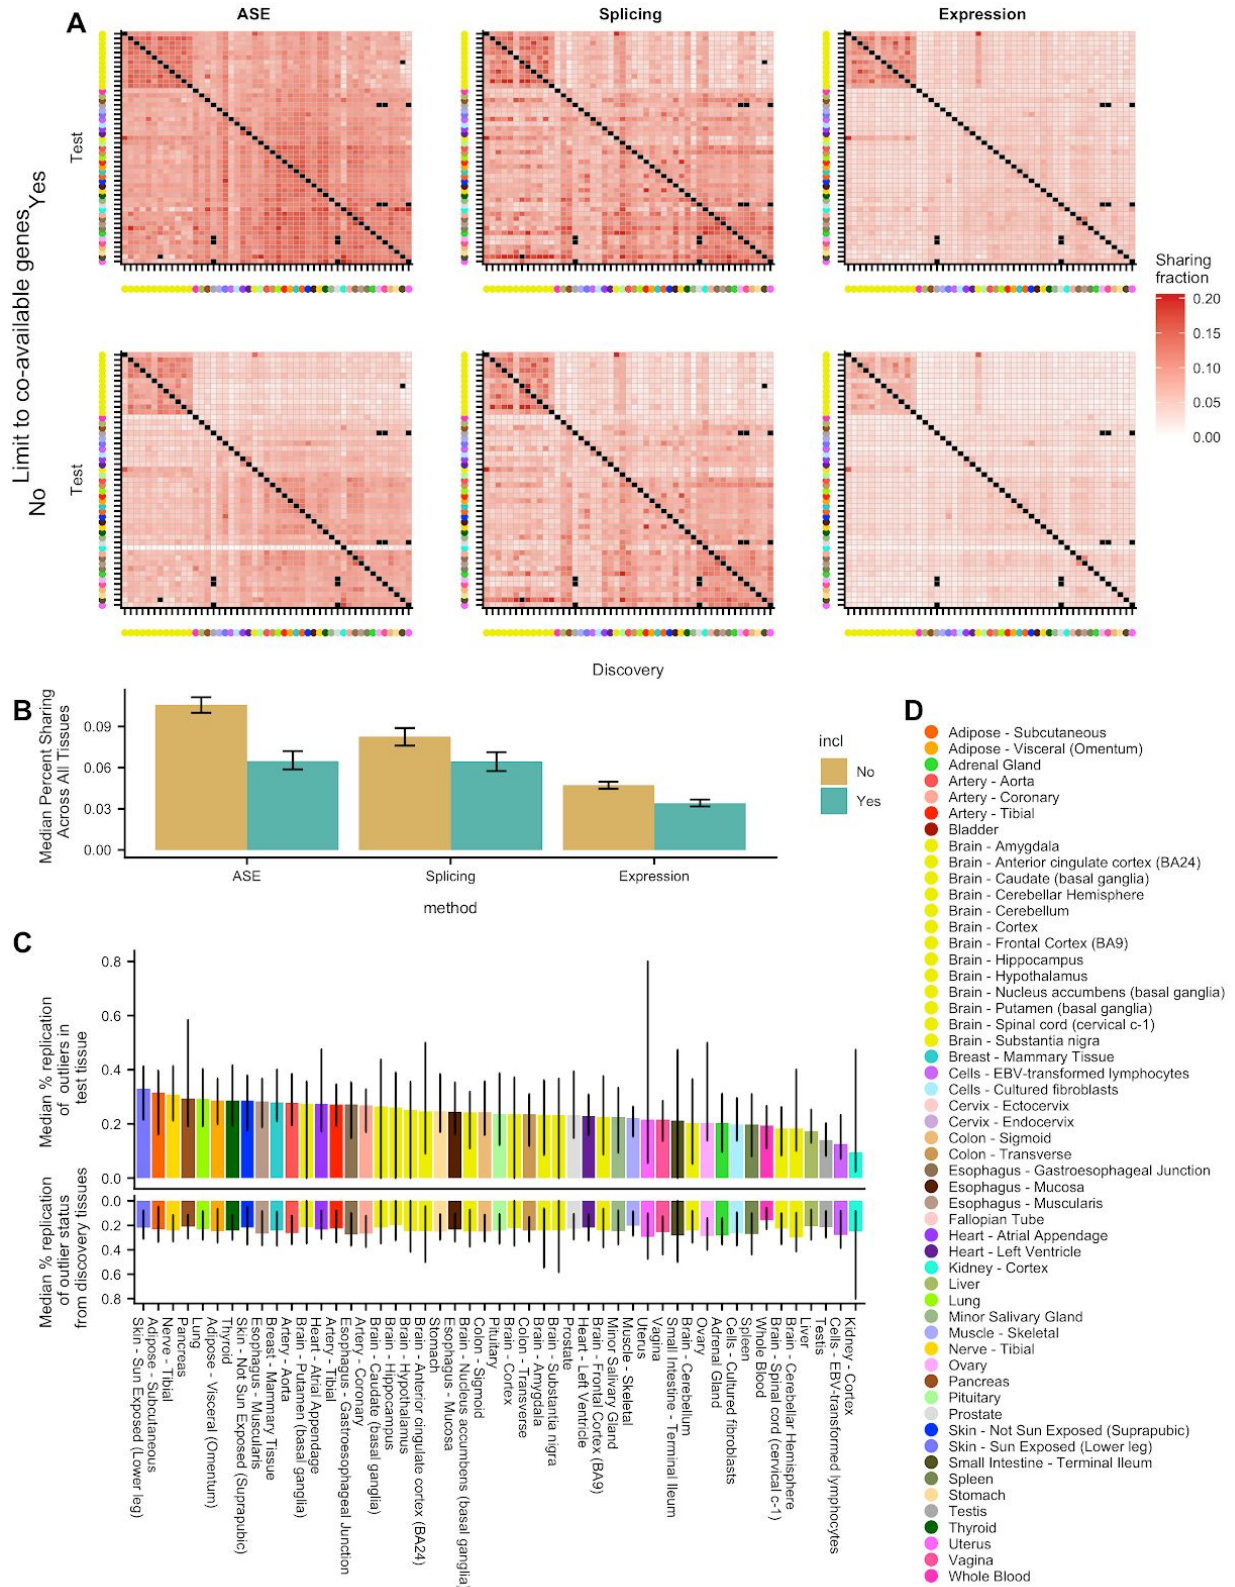 A
ASE
Splicing
Expression
Limit to co-available genes
Yes
No
Test
Test
Discovery
Sharing
fraction
0.20
0.15
0.10
0.05
0.00
B
Median Percent Sharing
Across All Tissues
0.09
0.06
0.03
0.00
ASE
Splicing
Expression
method
incl
No
Yes
C
Median % replication
of outliers in
test tissue
0.8
0.6
0.4
0.2
0.0
Median % replication
of outlier status
from discovery tissues
0.0
0.2
0.4
0.6
0.8
Skin - Sun Exposed (Lower leg)
Adipose - Subcutaneous
Nerve - Tibial
Pancreas
Lung
Adipose - Visceral (Omentum)
Thyroid
Skin - Not Sun Exposed (Suprapubic)
Esophagus - Muscularis
Breast - Mammary Tissue
Artery - Aorta
Brain - Putamen (basal ganglia)
Heart - Atrial Appendage
Artery - Tibial
Esophagus - Gastroesophageal Junction
Artery - Coronary
Brain - Caudate (basal ganglia)
Brain - Hippocampus
Brain - Hypothalamus
Brain - Anterior cingulate cortex (BA24)
Stomach
Esophagus - Mucosa
Brain - Nucleus accumbens (basal ganglia)
Colon - Sigmoid
Pituitary
Brain - Cortex
Colon - Transverse
Brain - Amygdala
Brain - Substantia nigra
Prostate
Heart - Left Ventricle
Brain - Frontal Cortex (BA9)
Minor Salivary Gland
Muscle - Skeletal
Uterus
Vagina
Small Intestine - Terminal Ileum
Brain - Cerebellum
Ovary
Adrenal Gland
Cells - Cultured fibroblasts
Spleen
Whole Blood
Brain - Spinal cord (cervical c-1)
Brain - Cerebellar Hemisphere
Liver
Testis
Cells - EBV-transformed lymphocytes
Kidney - Cortex
D
Adipose - Subcutaneous
Adipose - Visceral (Omentum)
Adrenal Gland
Artery - Aorta
Artery - Coronary
Artery - Tibial
Bladder
Brain - Amygdala
Brain - Anterior cingulate cortex (BA24)
Brain - Caudate (basal ganglia)
Brain - Cerebellar Hemisphere
Brain - Cerebellum
Brain - Cortex
Brain - Frontal Cortex (BA9)
Brain - Hippocampus
Brain - Hypothalamus
Brain - Nucleus accumbens (basal ganglia)
Brain - Putamen (basal ganglia)
Brain - Spinal cord (cervical c-1)
Brain - Substantia nigra
Breast - Mammary Tissue
Cells - EBV-transformed lymphocytes
Cells - Cultured fibroblasts
Cervix - Ectocervix
Cervix - Endocervix
Colon - Sigmoid
Colon - Transverse
Esophagus - Gastroesophageal Junction
Esophagus - Mucosa
Esophagus - Muscularis
Fallopian Tube
Heart - Atrial Appendage
Heart - Left Ventricle
Kidney - Cortex
Liver
Lung
Minor Salivary Gland
Muscle - Skeletal
Nerve - Tibial
Ovary
Pancreas
Pituitary
Prostate
Skin - Not Sun Exposed (Suprapubic)
Skin - Sun Exposed (Lower leg)
Small Intestine - Terminal Ileum
Spleen
Stomach
Testis
Thyroid
Uterus
Vagina
Whole Blood